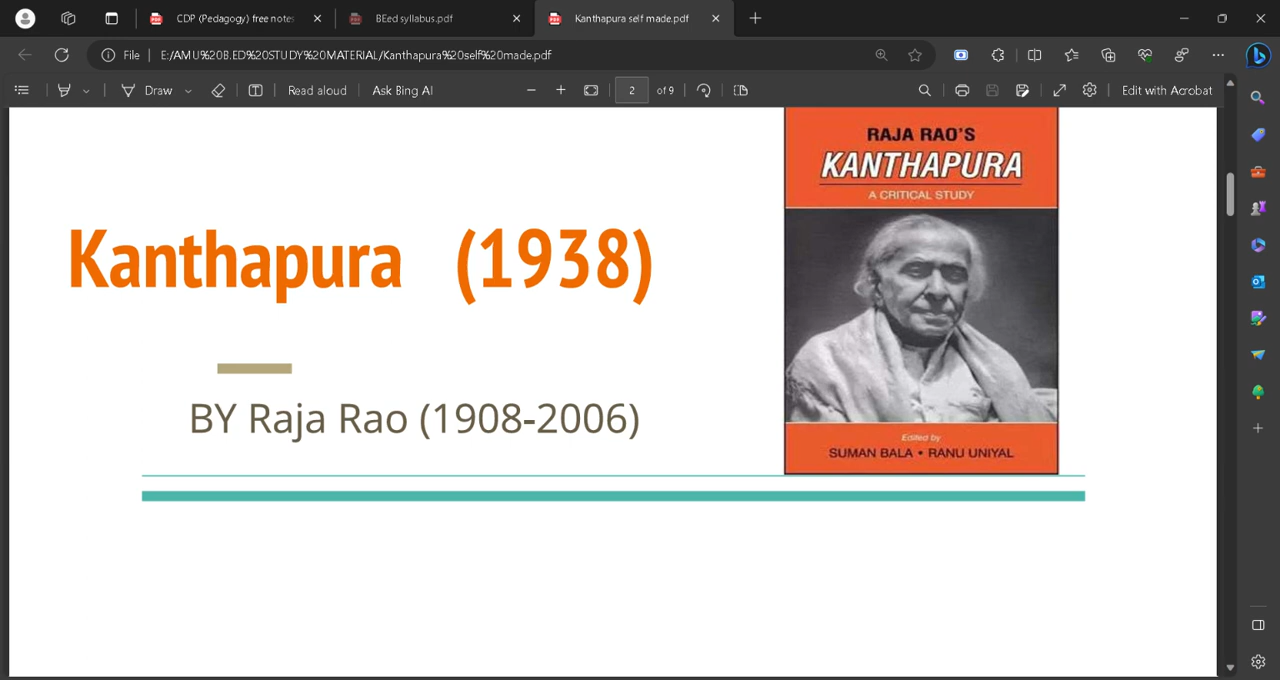 CDP (Pedagogy) free notes
BEed syllabus.pdf
Kanthapura self made.pdf
File
E:/AMU%20B.ED%20STUDY%20MATERIAL/Kanthapura%20self%20made.pdf
Draw
Read aloud
Ask Bing AI
2
of 9
Edit with Acrobat
RAJA RAO'S
KANTHAPURA
A CRITICAL STUDY
Kanthapura (1938)
BY Raja Rao (1908-2006)
Edited by
SUMAN BALA • RANU UNIYAL